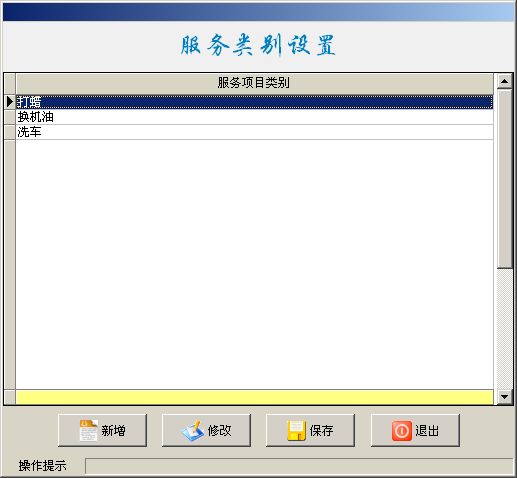 服务类别设置
服务项目类别
打蜡
换机油
洗车
新增 修改 保存 退出
操作提示